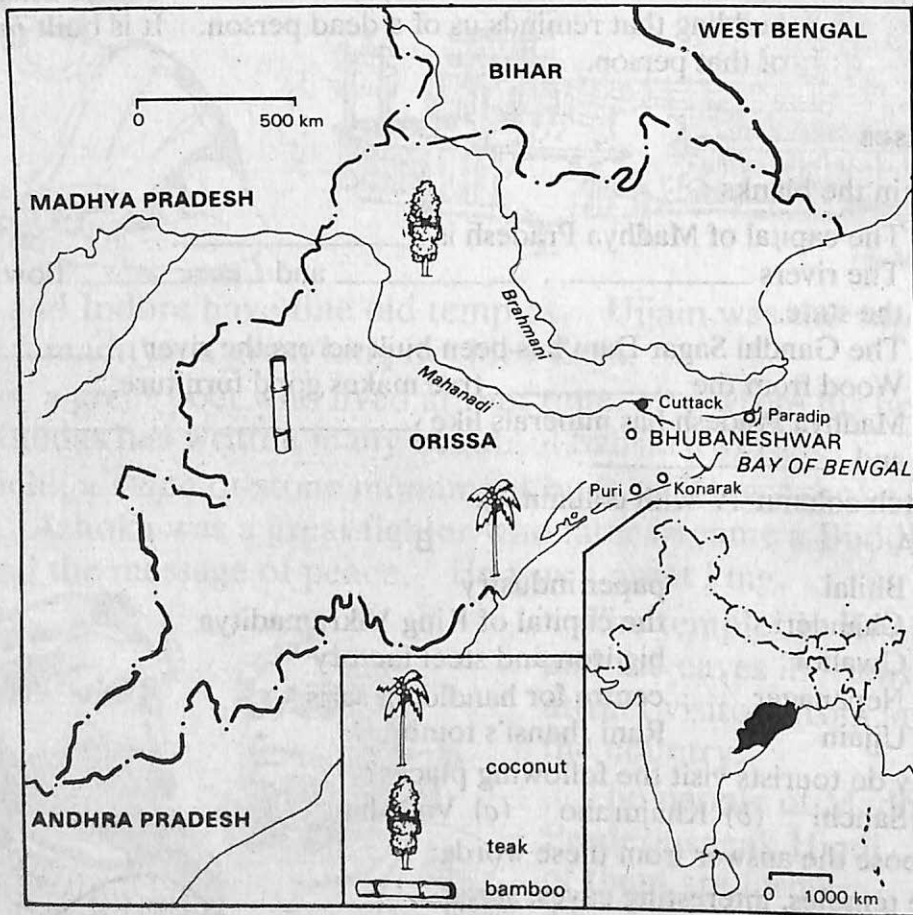 WEST BENGAL
BIHAR
0 500 km
MADHYA PRADESH
Brahmani
Mahanadi
Cuttack
Paradip
ORISSA
BHUBANESHWAR
BAY OF BENGAL
Puri
Konarak
coconut
ANDHRA PRADESH
teak
bamboo
0 1000 km